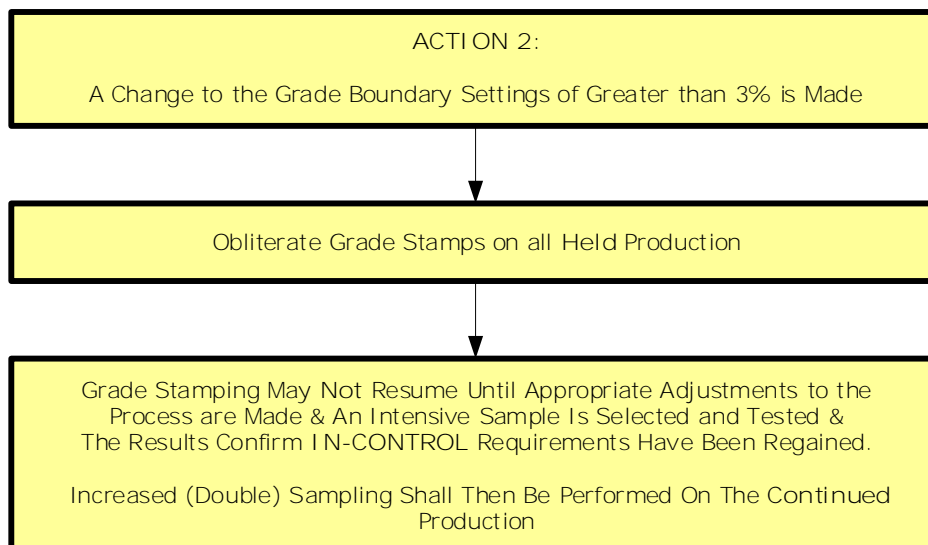 ACTION 2:
A Change to the Grade Boundary Settings of Greater than 3% is Made
Obliterate Grade Stamps on all Held Production
Grade Stamping May Not Resume Until Appropriate Adjustments to the
Process are Made & An Intensive Sample Is Selected and Tested &
The Results Confirm IN-CONTROL Requirements Have Been Regained.
Increased (Double) Sampling Shall Then Be Performed On The Continued
Production